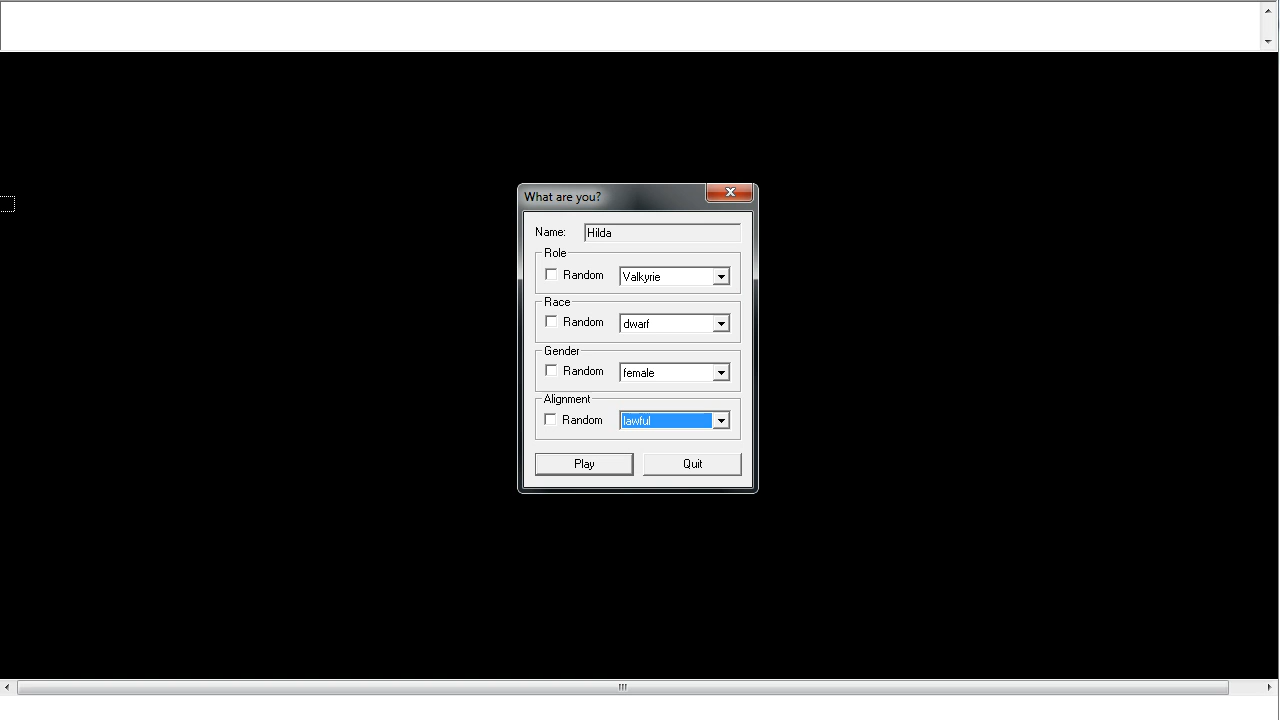 What are you?
Name: Hilda
Role
Random Valkyrie
Race
Random dwarf
Gender
Random female
Alignment
Random lawful
Play Quit